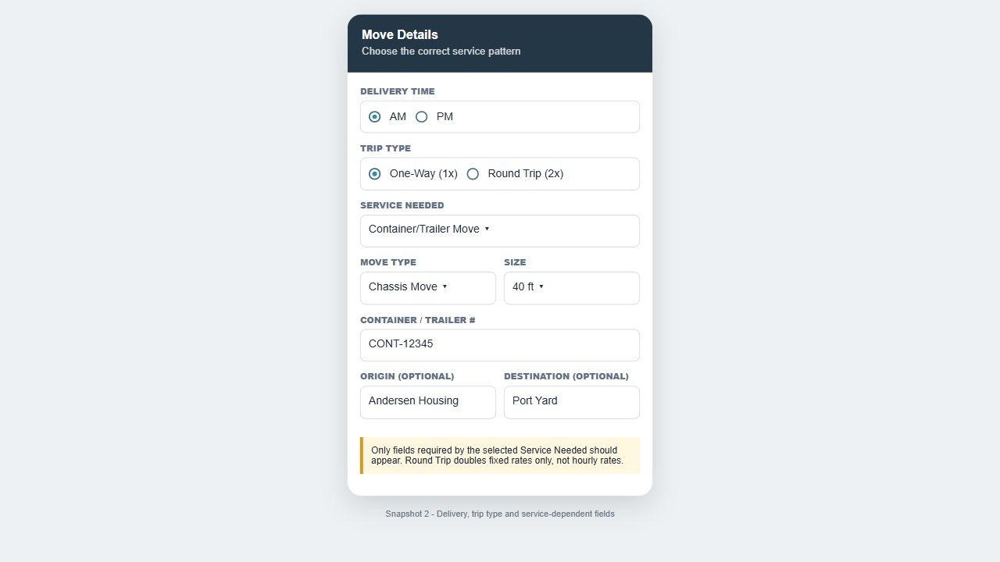 Move Details
Choose the correct service pattern
DELIVERY TIME
AM PM
TRIP TYPE
One-Way (1x) Round Trip (2x)
SERVICE NEEDED
Container/Trailer Move ▾
MOVE TYPE SIZE
Chassis Move ▾ 40 ft ▾
CONTAINER / TRAILER #
CONT-12345
ORIGIN (OPTIONAL) DESTINATION (OPTIONAL)
Andersen Housing Port Yard
Only fields required by the selected Service Needed should
appear. Round Trip doubles fixed rates only, not hourly rates.
Snapshot 2 - Delivery, trip type and service-dependent fields